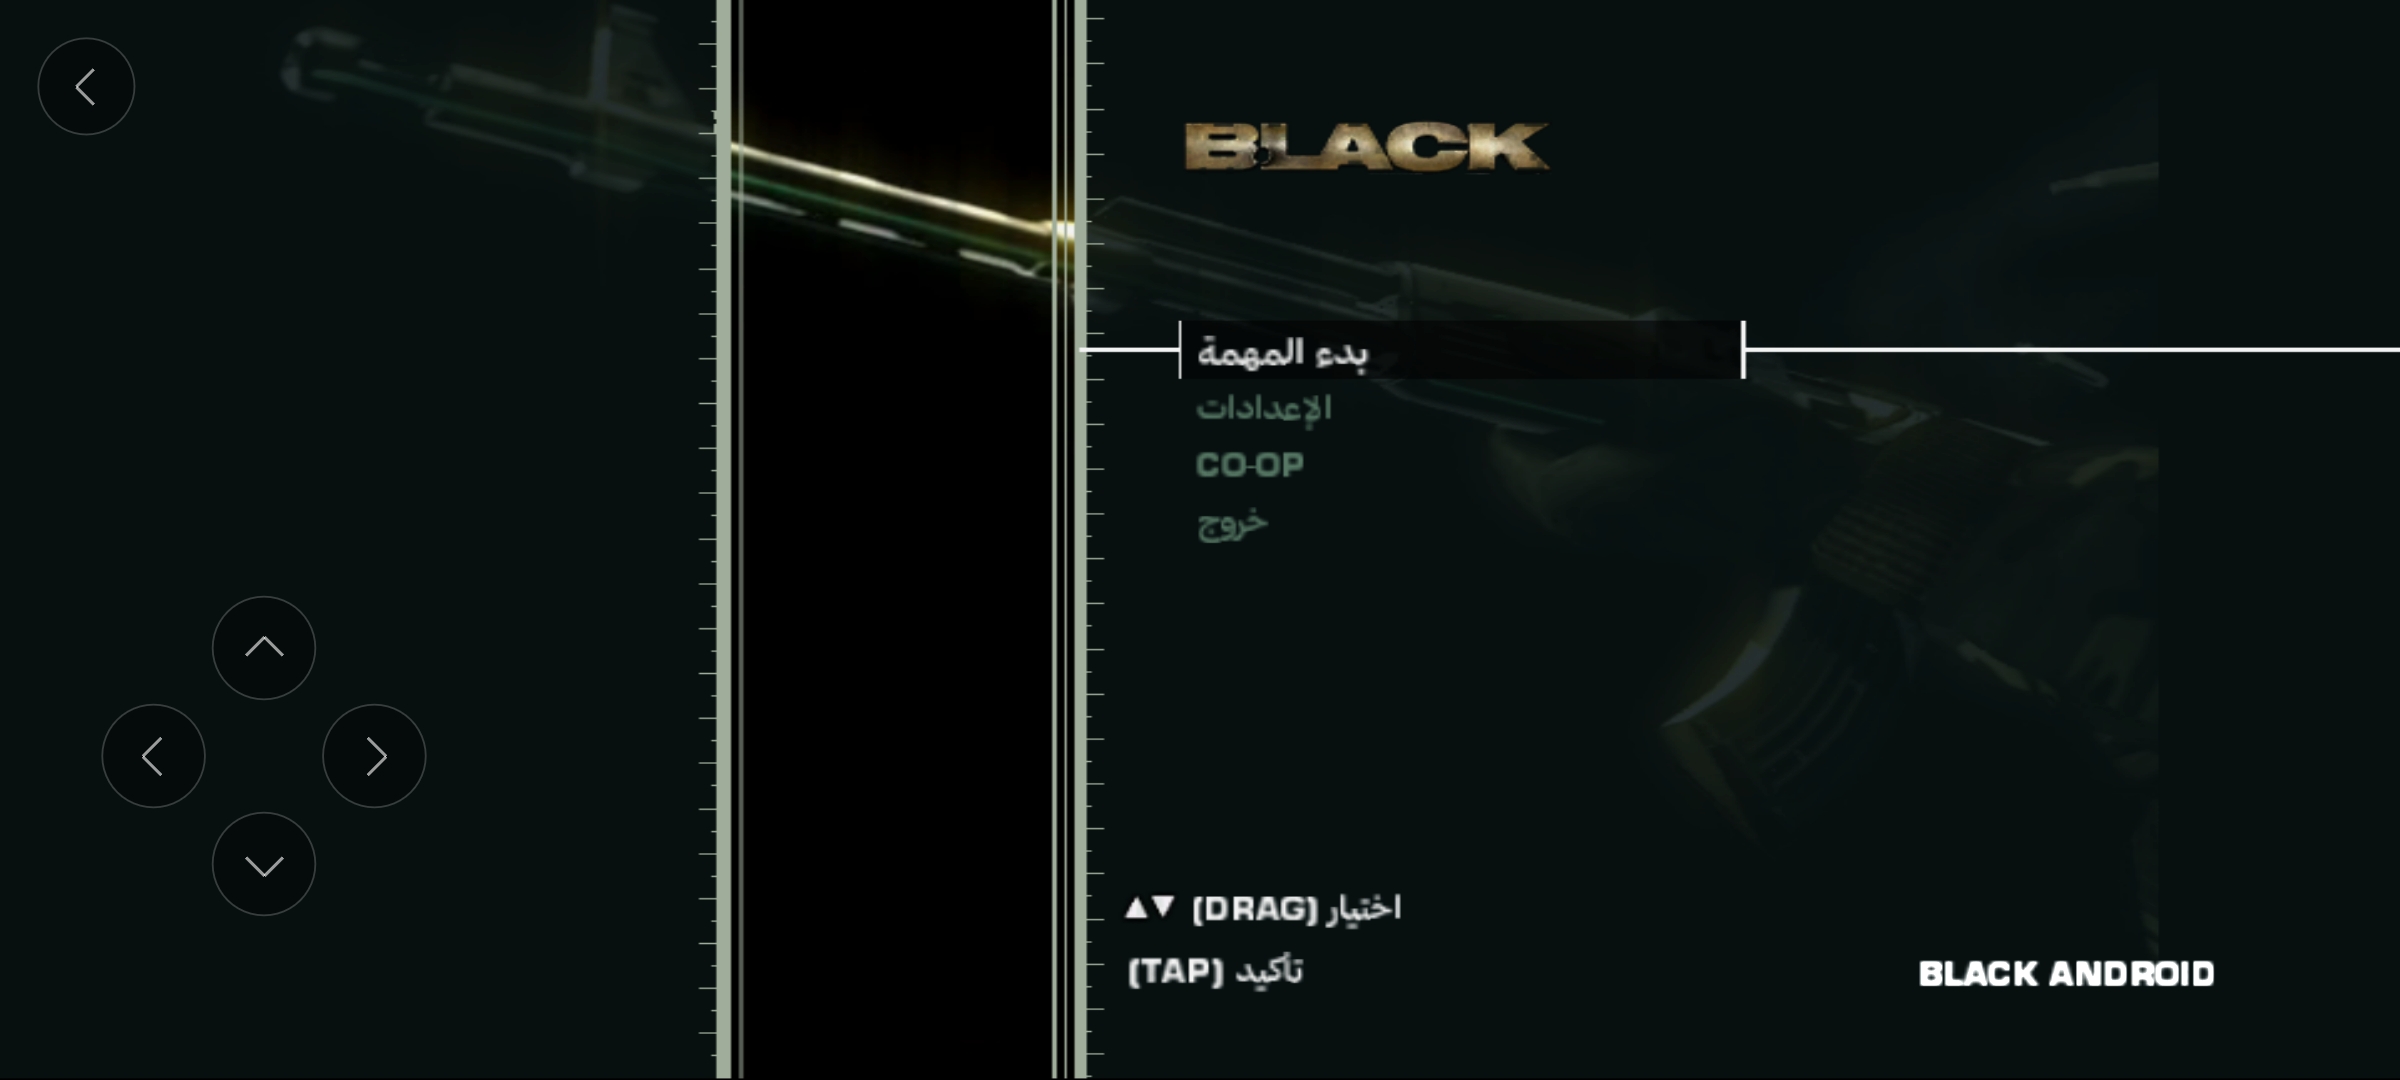 BLACK
بدء المهمة
الإعدادات
CO-OP
خروج
▲▼ (DRAG) اختيار
(TAP) تأكيد
BLACK ANDROID